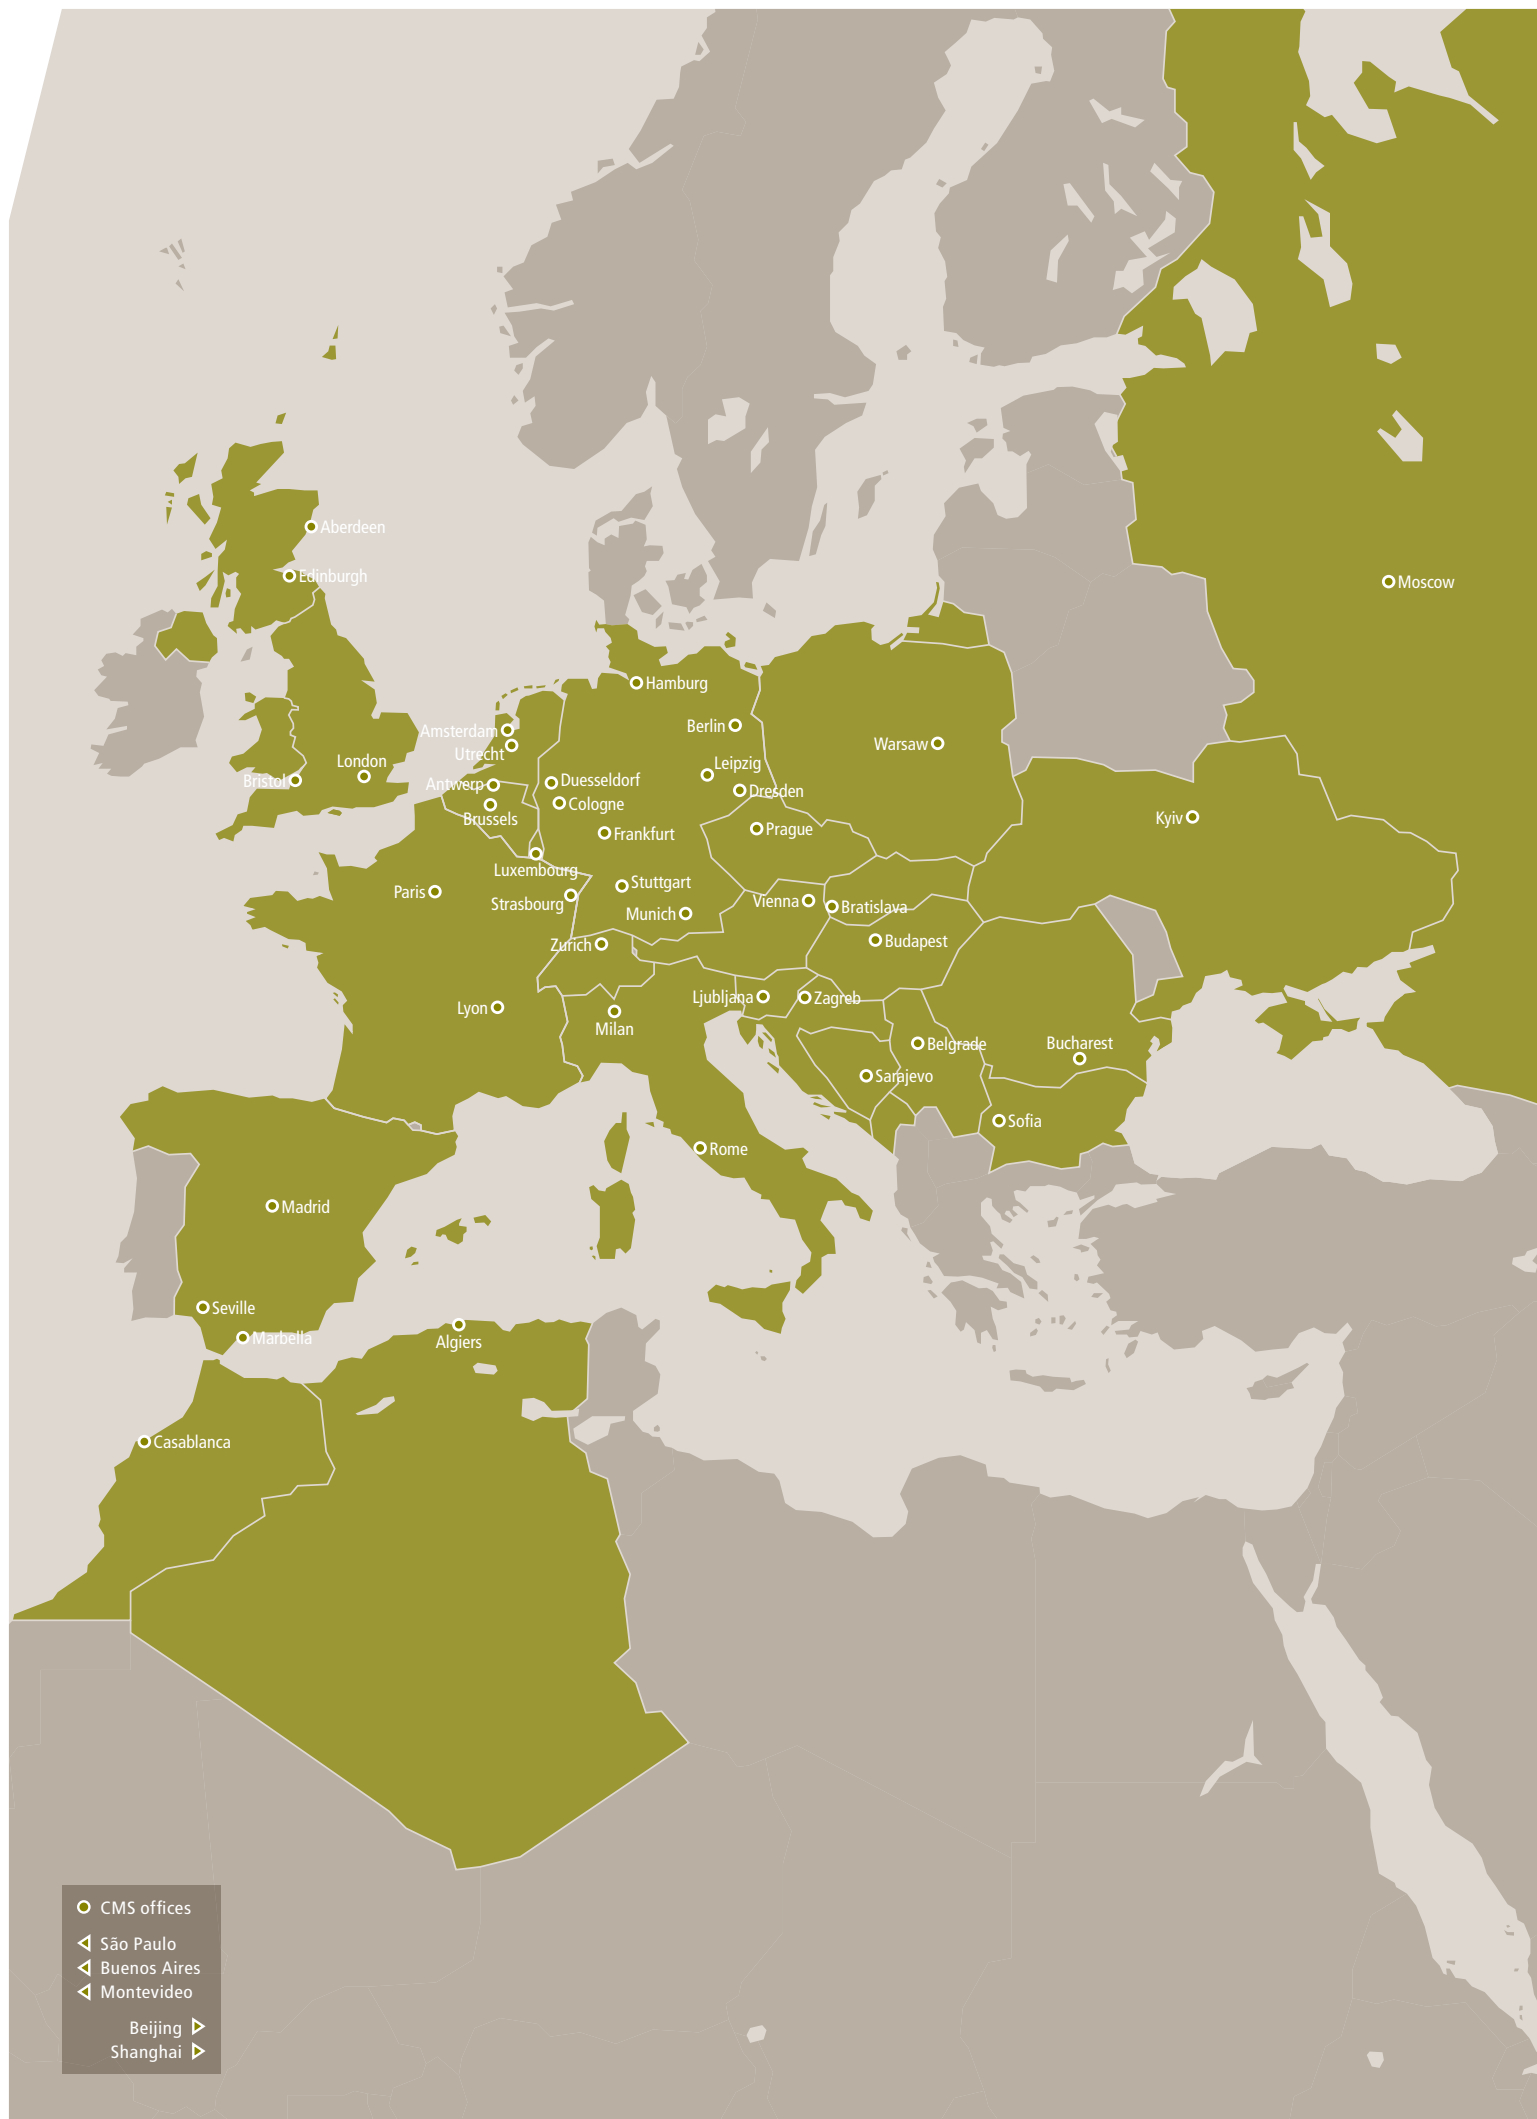 Aberdeen
Edinburgh
Moscow
Hamburg
Berlin
Amsterdam
Utrecht
Warsaw
London
Bristol
Leipzig
Antwerp
Duesseldorf
Dresden
Cologne
Brussels
Kyiv
Frankfurt
Prague
Luxembourg
Paris
Stuttgart
Strasbourg
Munich
Vienna
Bratislava
Zurich
Budapest
Lyon
Ljubljana
Zagreb
Milan
Belgrade
Bucharest
Sarajevo
Sofia
Rome
Madrid
Seville
Marbella
Algiers
Casablanca
CMS offices
São Paulo
Buenos Aires
Montevideo
Beijing
Shanghai